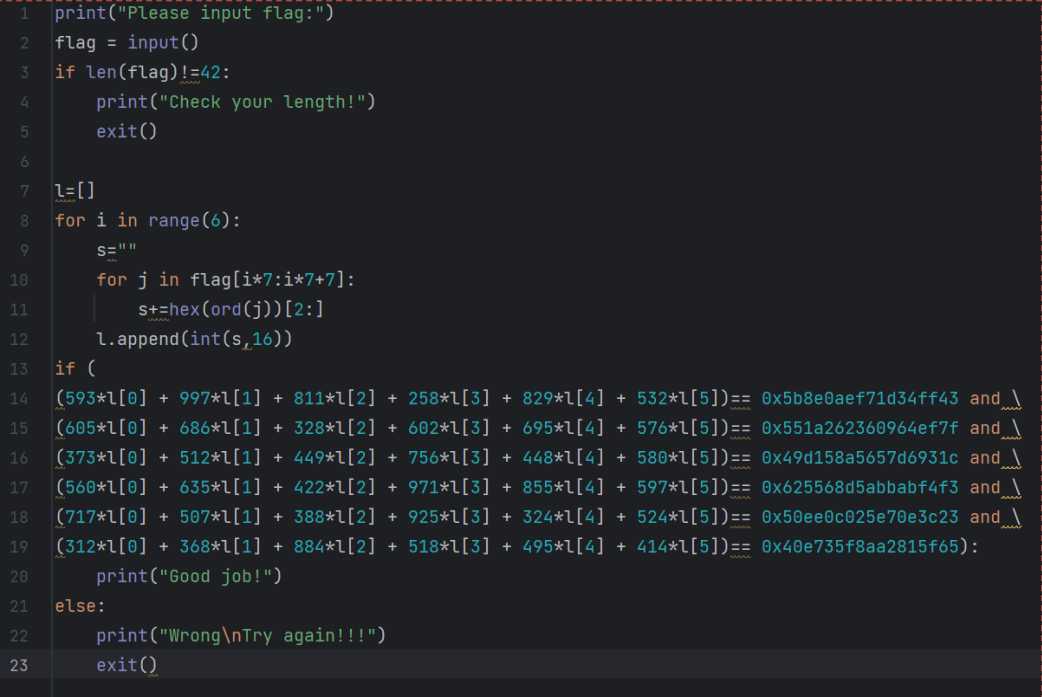 1 print("Please input flag:")
2 flag = input()
3 if len(flag)!=42:
4     print("Check your length!")
5     exit()
6
7 l=[]
8 for i in range(6):
9     s=""
10     for j in flag[i*7:i*7+7]:
11         s+=hex(ord(j))[2:]
12     l.append(int(s,16))
13 if (
14 (593*l[0] + 997*l[1] + 811*l[2] + 258*l[3] + 829*l[4] + 532*l[5])== 0x5b8e0aef71d34ff43 and \
15 (605*l[0] + 686*l[1] + 328*l[2] + 602*l[3] + 695*l[4] + 576*l[5])== 0x551a262360964ef7f and \
16 (373*l[0] + 512*l[1] + 449*l[2] + 756*l[3] + 448*l[4] + 580*l[5])== 0x49d158a5657d6931c and \
17 (560*l[0] + 635*l[1] + 422*l[2] + 971*l[3] + 855*l[4] + 597*l[5])== 0x625568d5abbabf4f3 and \
18 (717*l[0] + 507*l[1] + 388*l[2] + 925*l[3] + 324*l[4] + 524*l[5])== 0x50ee0c025e70e3c23 and \
19 (312*l[0] + 368*l[1] + 884*l[2] + 518*l[3] + 495*l[4] + 414*l[5])== 0x40e735f8aa2815f65):
20     print("Good job!")
21 else:
22     print("Wrong\nTry again!!!")
23     exit()